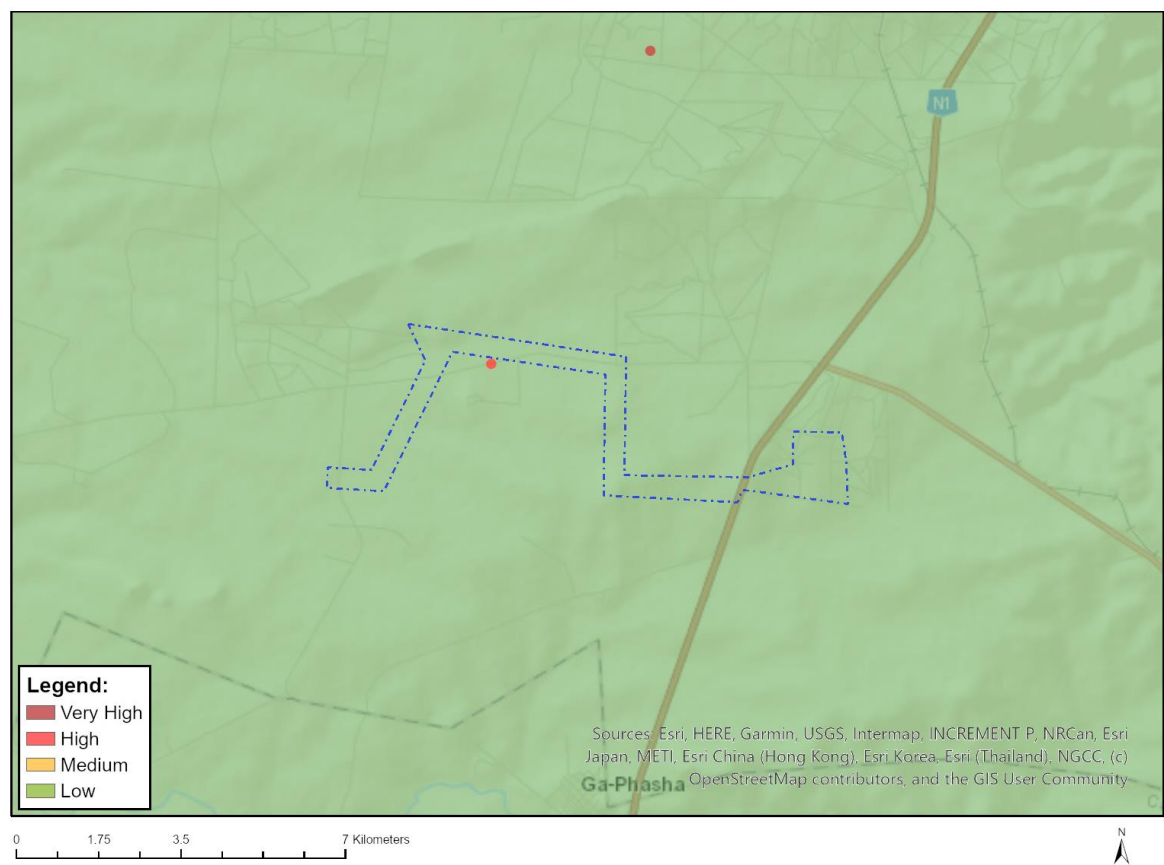 N1
Legend:
Very High
High
Medium
Low
Sources: Esri, HERE, Garmin, USGS, Intermap, INCREMENT P, NRCan, Esri
Japan, METI, Esri China (Hong Kong), Esri Korea, Esri (Thailand), NGCC, (c)
OpenStreetMap contributors, and the GIS User Community
Ga-Phasha
C
0 1.75 3.5 7 Kilometers
N